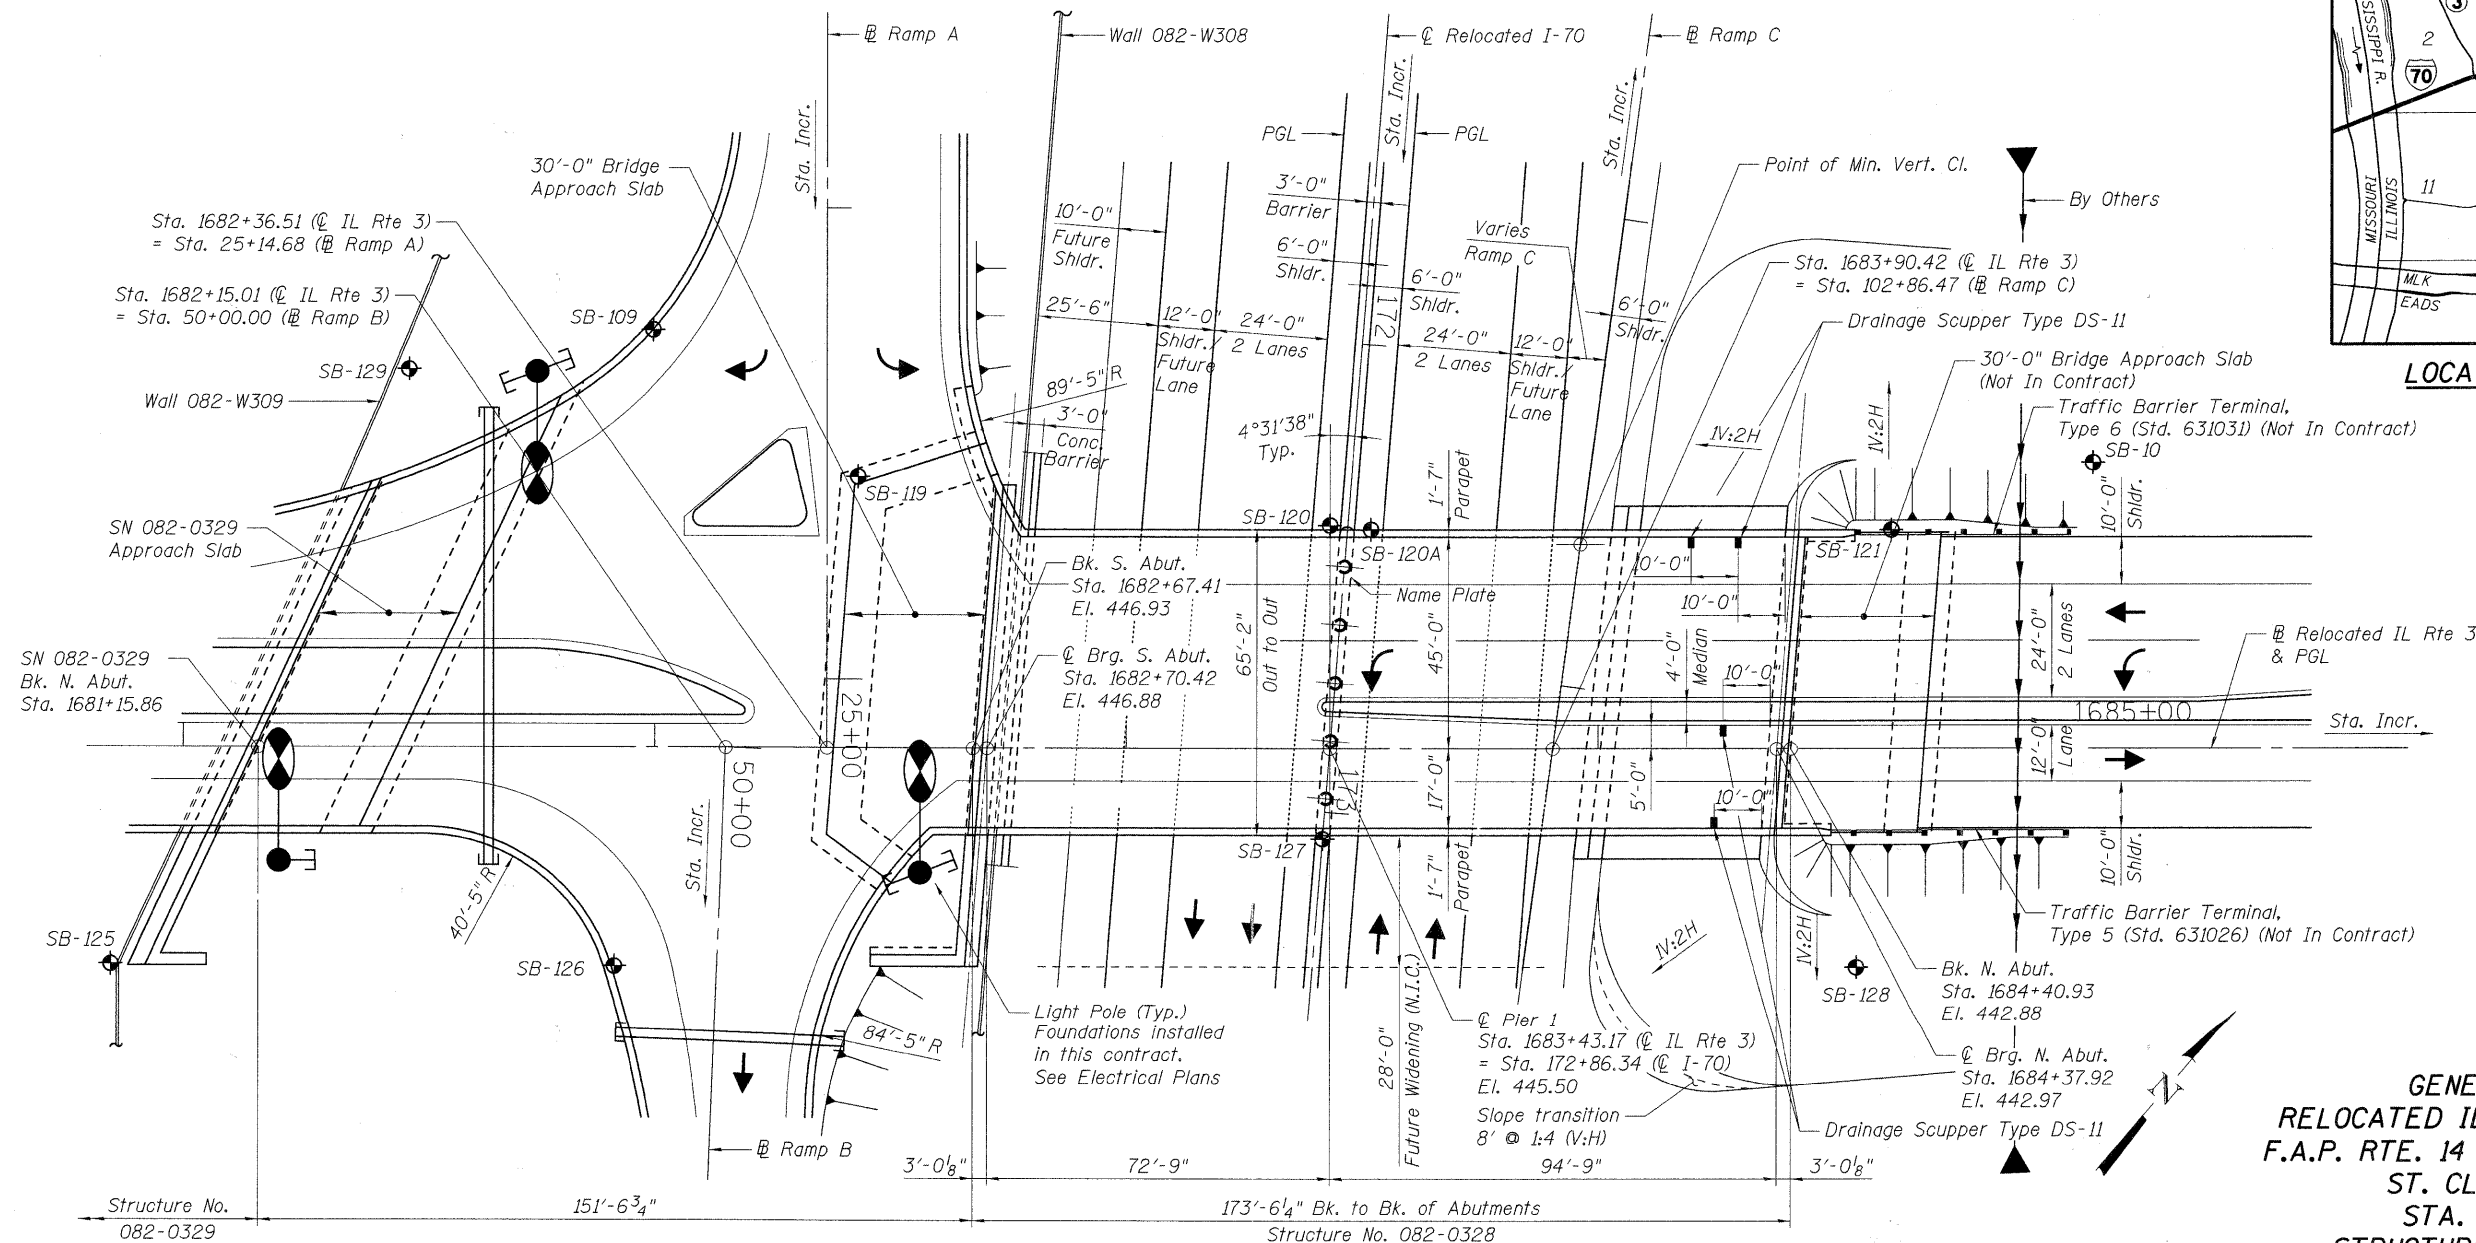 ℄ Ramp A
Wall 082-W308
℄ Relocated I-70
℄ Ramp C
Sta. Incr.
Sta. Incr.
Sta. Incr.
PGL
PGL
30'-0" Bridge
Approach Slab
Point of Min. Vert. Cl.
By Others
3'-0"
Barrier
10'-0"
Future
Shldr.
6'-0"
Shldr.
Varies
Ramp C
Sta. 1682+36.51 (℄ IL Rte 3)
= Sta. 25+14.68 (℄ Ramp A)
Sta. 1682+15.01 (℄ IL Rte 3)
= Sta. 50+00.00 (℄ Ramp B)
Sta. 1683+90.42 (℄ IL Rte 3)
= Sta. 102+86.47 (℄ Ramp C)
6'-0"
Shldr.
6'-0"
Shldr.
172
SB-109
25'-6"
12'-0"
Shldr./
Future
Lane
24'-0"
2 Lanes
24'-0"
2 Lanes
12'-0"
Shldr./
Future
Lane
Drainage Scupper Type DS-11
SB-129
Wall 082-W309
30'-0" Bridge Approach Slab
(Not In Contract)
Traffic Barrier Terminal,
Type 6 (Std. 631031) (Not In Contract)
SB-10
89'-5" R
3'-0"
Conc.
Barrier
4°31'38"
Typ.
1V:2H
1V:2H
1'-7"
Parapet
10'-0"
Shldr.
SB-119
SB-120
SB-120A
SB-121
SN 082-0329
Approach Slab
Bk. S. Abut.
Sta. 1682+67.41
El. 446.93
Name Plate
10'-0"
10'-0"
65'-2"
Out to Out
45'-0"
4'-0"
Median
10'-0"
24'-0"
2 Lanes
℄ Brg. S. Abut.
Sta. 1682+70.42
El. 446.88
℄ Relocated IL Rte 3
& PGL
SN 082-0329
Bk. N. Abut.
Sta. 1681+15.86
25+00
50+00
173
1685+00
Sta. Incr.
12'-0"
Lane
17'-0"
5'-0"
10'-0"
Sta. Incr.
SB-127
40'-5" R
1'-7"
Parapet
10'-0"
Shldr.
SB-125
SB-126
1V:2H
1V:2H
Traffic Barrier Terminal,
Type 5 (Std. 631026) (Not In Contract)
SB-128
Bk. N. Abut.
Sta. 1684+40.93
El. 442.88
Light Pole (Typ.)
Foundations installed
in this contract.
See Electrical Plans
84'-5" R
28'-0"
Future Widening (N.I.C.)
℄ Pier 1
Sta. 1683+43.17 (℄ IL Rte 3)
= Sta. 172+86.34 (℄ I-70)
El. 445.50
Slope transition
8' @ 1:4 (V:H)
℄ Brg. N. Abut.
Sta. 1684+37.92
El. 442.97
Drainage Scupper Type DS-11
N
℄ Ramp B
3'-0⅛"
72'-9"
94'-9"
3'-0⅛"
Structure No.
082-0329
151'-6¾"
173'-6¼" Bk. to Bk. of Abutments
Structure No. 082-0328
SISSIPPI R.
3
2
70
11
MISSOURI
ILLINOIS
MLK
EADS
LOCA
GENE
RELOCATED IL
F.A.P. RTE. 14
ST. CL
STA.